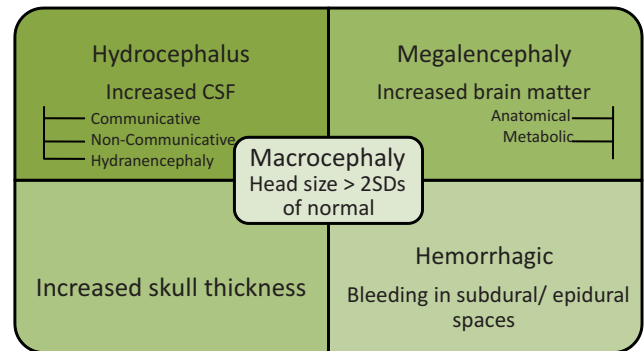 Hydrocephalus
Increased CSF
Communicative
Non-Communicative
Hydranencephaly
Megalencephaly
Increased brain matter
Anatomical
Metabolic
Macrocephaly
Head size > 2SDs
of normal
Increased skull thickness
Hemorrhagic
Bleeding in subdural/ epidural
spaces